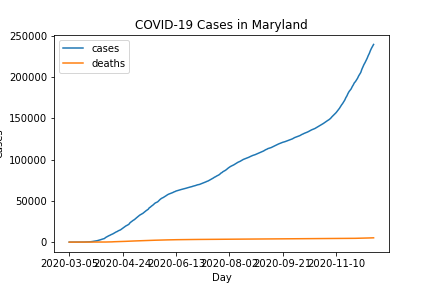 COVID-19 Cases in Maryland
250000
200000
150000
100000
50000
0
cases
deaths
Cases
2020-03-05 2020-04-24 2020-06-13 2020-08-02 2020-09-21 2020-11-10
Day